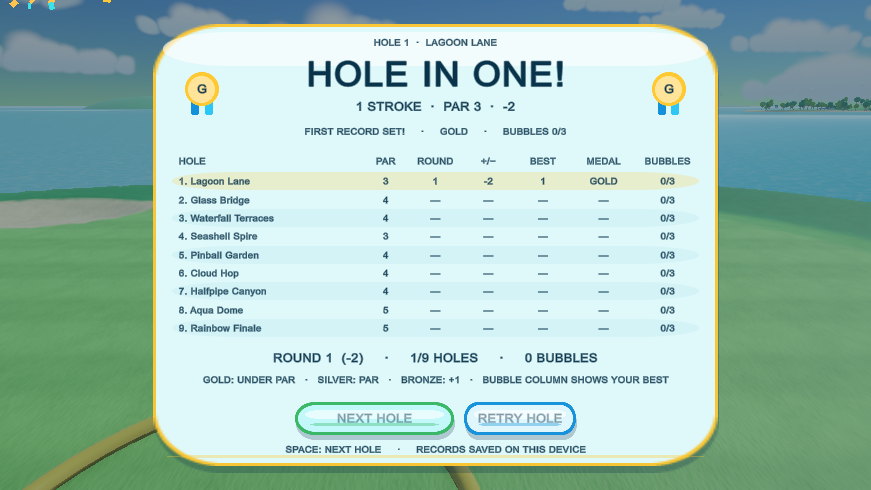 HOLE 1 · LAGOON LANE
HOLE IN ONE!
G
G
1 STROKE · PAR 3 · -2
FIRST RECORD SET! · GOLD · BUBBLES 0/3
HOLE PAR ROUND +/− BEST MEDAL BUBBLES
1. Lagoon Lane 3 1 -2 1 GOLD 0/3
2. Glass Bridge 4 — — — — 0/3
3. Waterfall Terraces 4 — — — — 0/3
4. Seashell Spire 3 — — — — 0/3
5. Pinball Garden 4 — — — — 0/3
6. Cloud Hop 4 — — — — 0/3
7. Halfpipe Canyon 4 — — — — 0/3
8. Aqua Dome 5 — — — — 0/3
9. Rainbow Finale 5 — — — — 0/3
ROUND 1 (-2) · 1/9 HOLES · 0 BUBBLES
GOLD: UNDER PAR · SILVER: PAR · BRONZE: +1 · BUBBLE COLUMN SHOWS YOUR BEST
NEXT HOLE RETRY HOLE
SPACE: NEXT HOLE · RECORDS SAVED ON THIS DEVICE